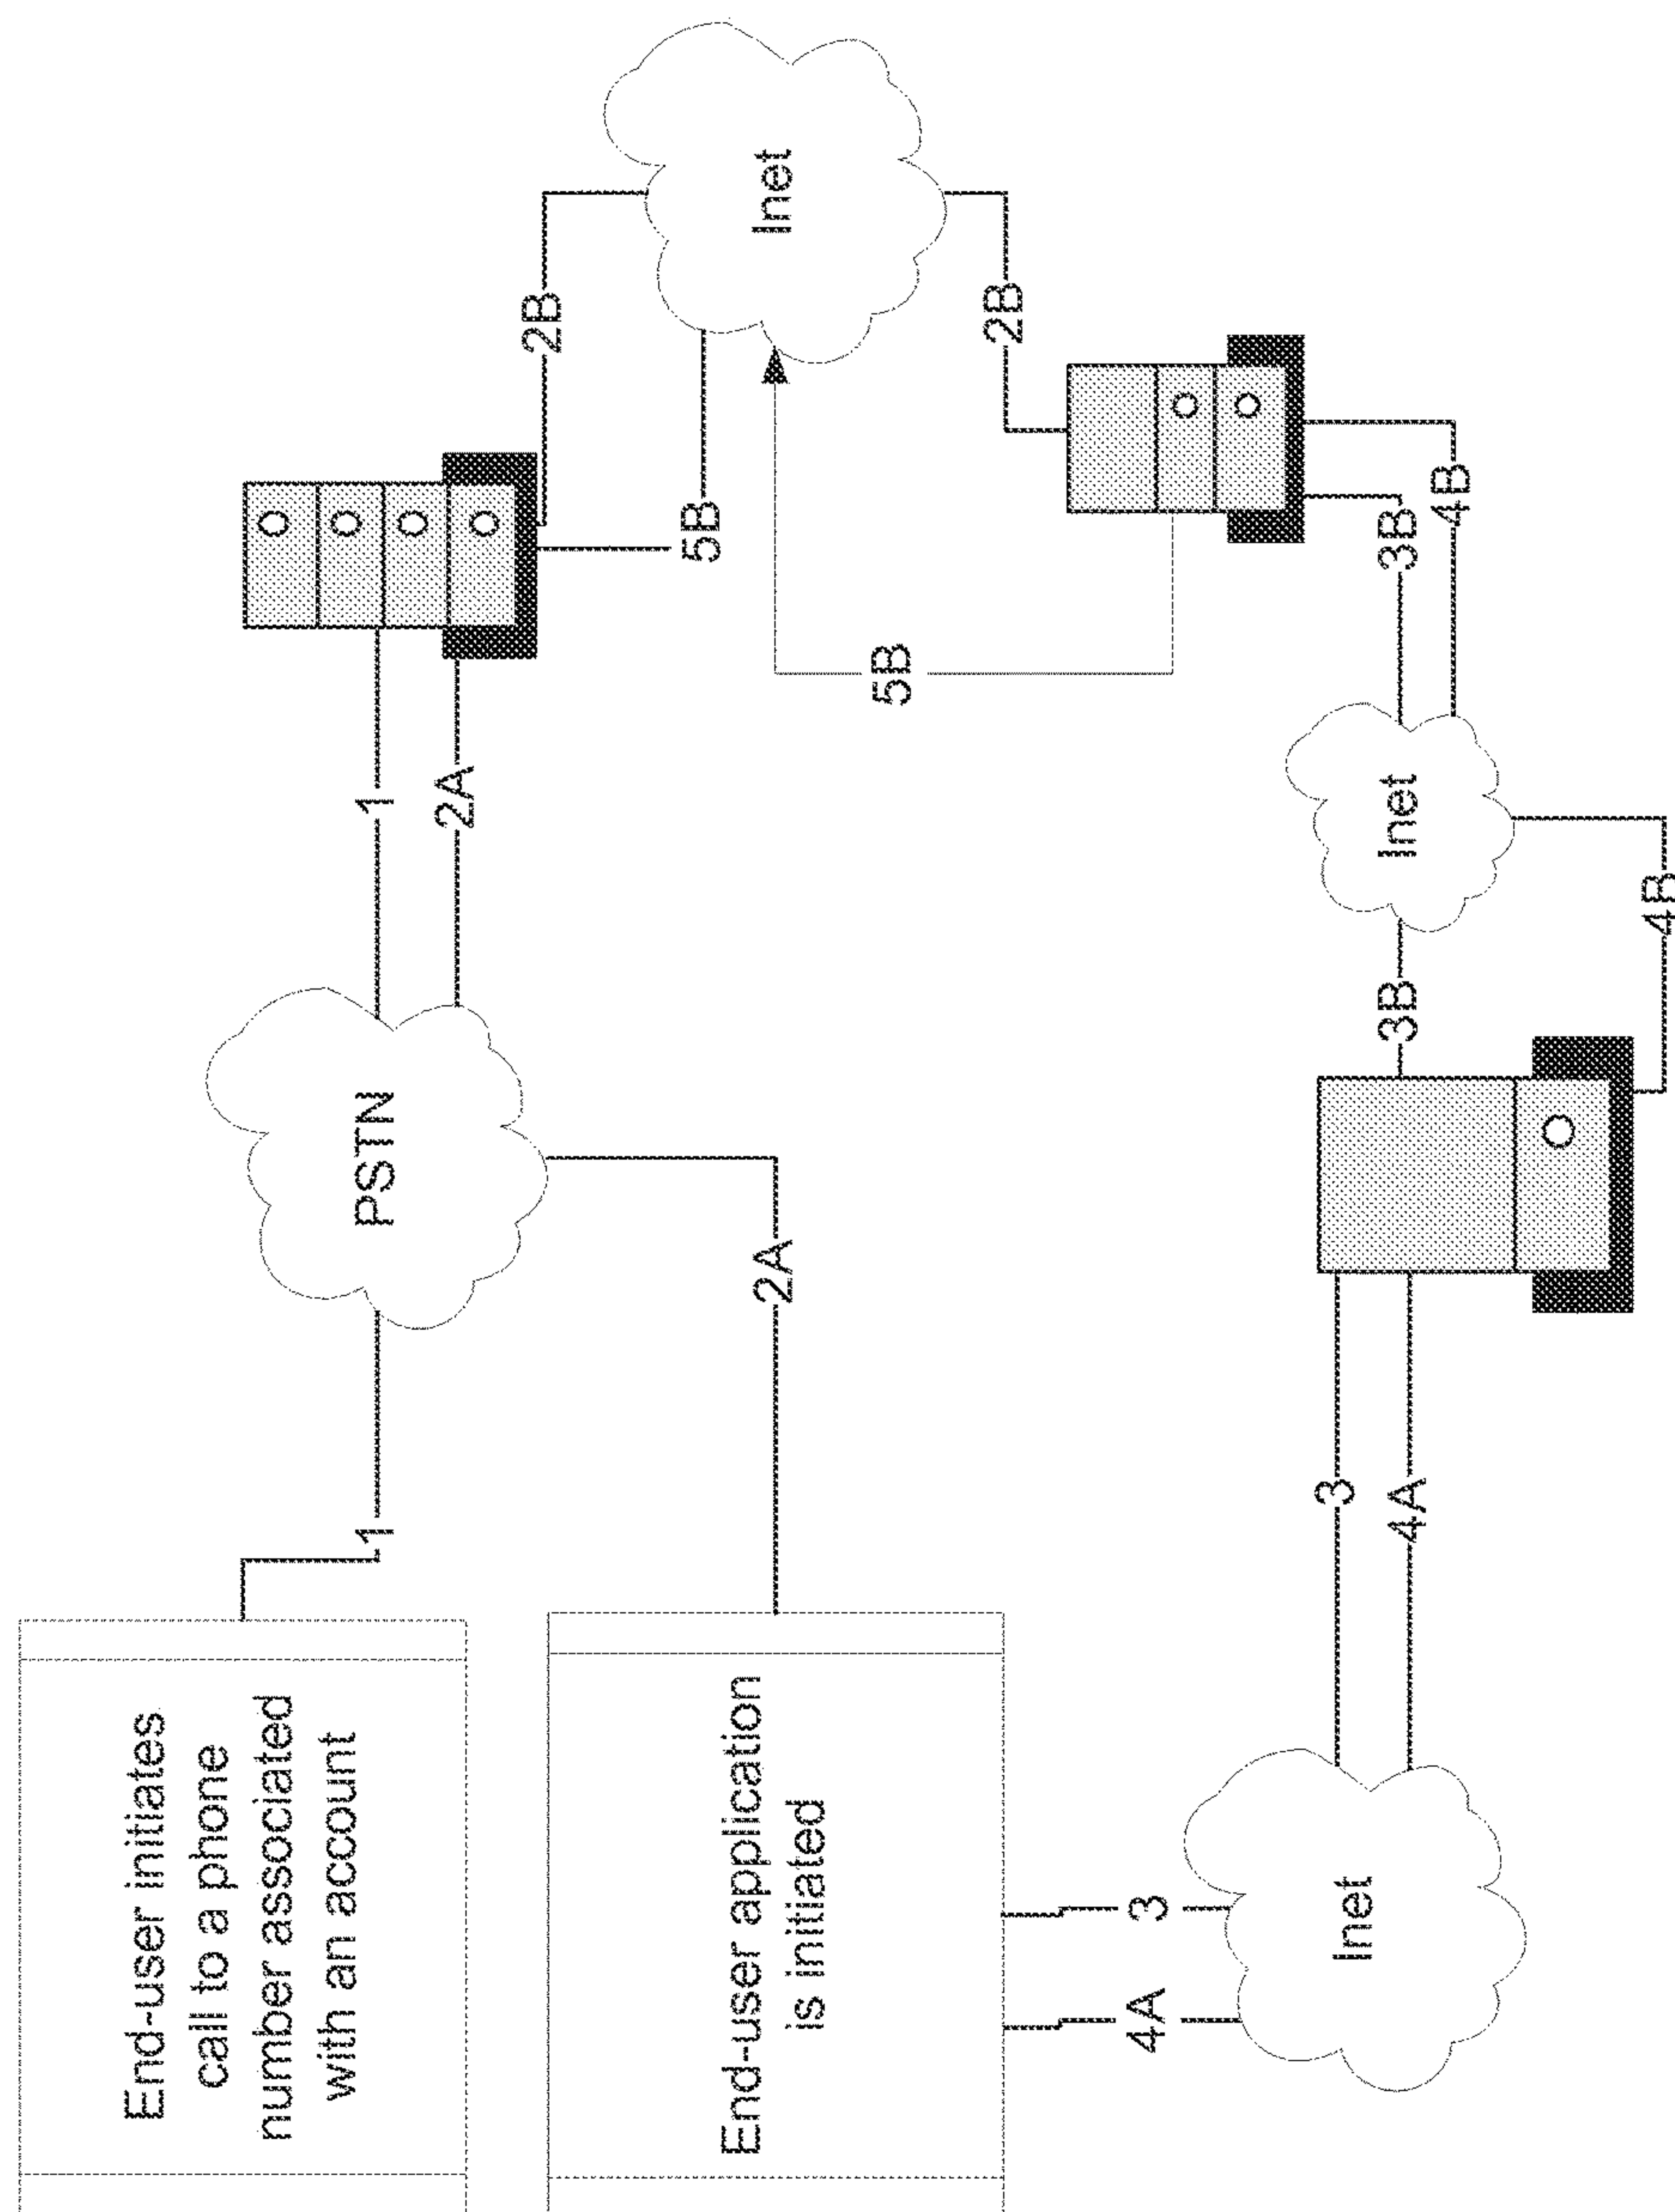 End-user initiates
call to a phone
number associated
with an account
1
PSTN
1
2A
2B
5B
Inet
End-user application
is initiated
2A
5B
2B
4A
3
Inet
3
4A
3B
Inet
3B
4B
4B